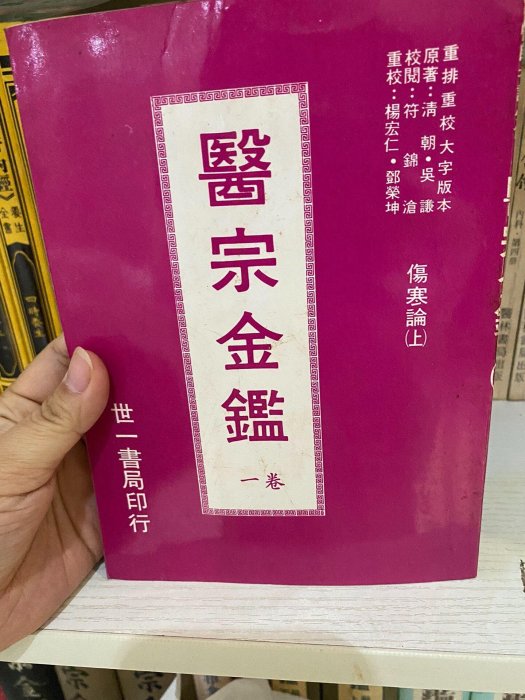 重排重校大字版本
原著：清朝•吳謙
校閱：符錦滄
重校：楊宏仁•鄧榮坤
傷寒論(上)
醫宗金鑑
一卷
世一書局印行